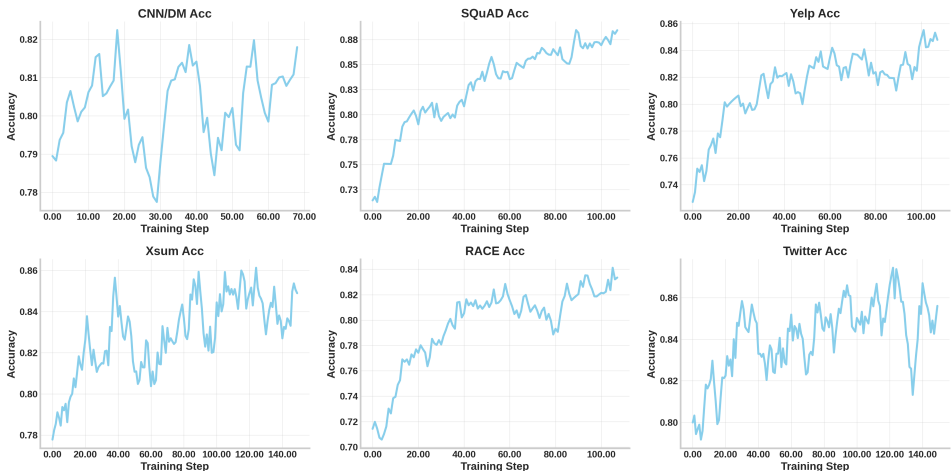 CNN/DM Acc
Accuracy
0.82
0.81
0.80
0.79
0.78
0.00 10.00 20.00 30.00 40.00 50.00 60.00 70.00
Training Step
SQuAD Acc
Accuracy
0.88
0.85
0.83
0.80
0.78
0.75
0.73
0.00 20.00 40.00 60.00 80.00 100.00
Training Step
Yelp Acc
Accuracy
0.86
0.84
0.82
0.80
0.78
0.76
0.74
0.00 20.00 40.00 60.00 80.00 100.00
Training Step
Xsum Acc
Accuracy
0.86
0.84
0.82
0.80
0.78
0.00 20.00 40.00 60.00 80.00 100.00 120.00 140.00
Training Step
RACE Acc
Accuracy
0.84
0.82
0.80
0.78
0.76
0.74
0.72
0.70
0.00 20.00 40.00 60.00 80.00 100.00
Training Step
Twitter Acc
Accuracy
0.86
0.84
0.82
0.80
0.00 20.00 40.00 60.00 80.00 100.00 120.00 140.00
Training Step